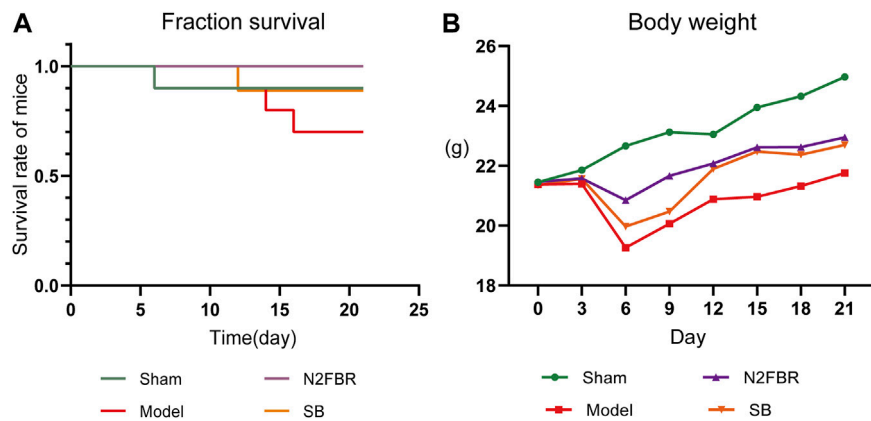 A
Fraction survival
Survival rate of mice
1.0
0.5
0.0
0 5 10 15 20 25
Time(day)
Sham N2FBR
Model SB
B
Body weight
(g)
26
24
22
20
18
0 3 6 9 12 15 18 21
Day
Sham N2FBR
Model SB